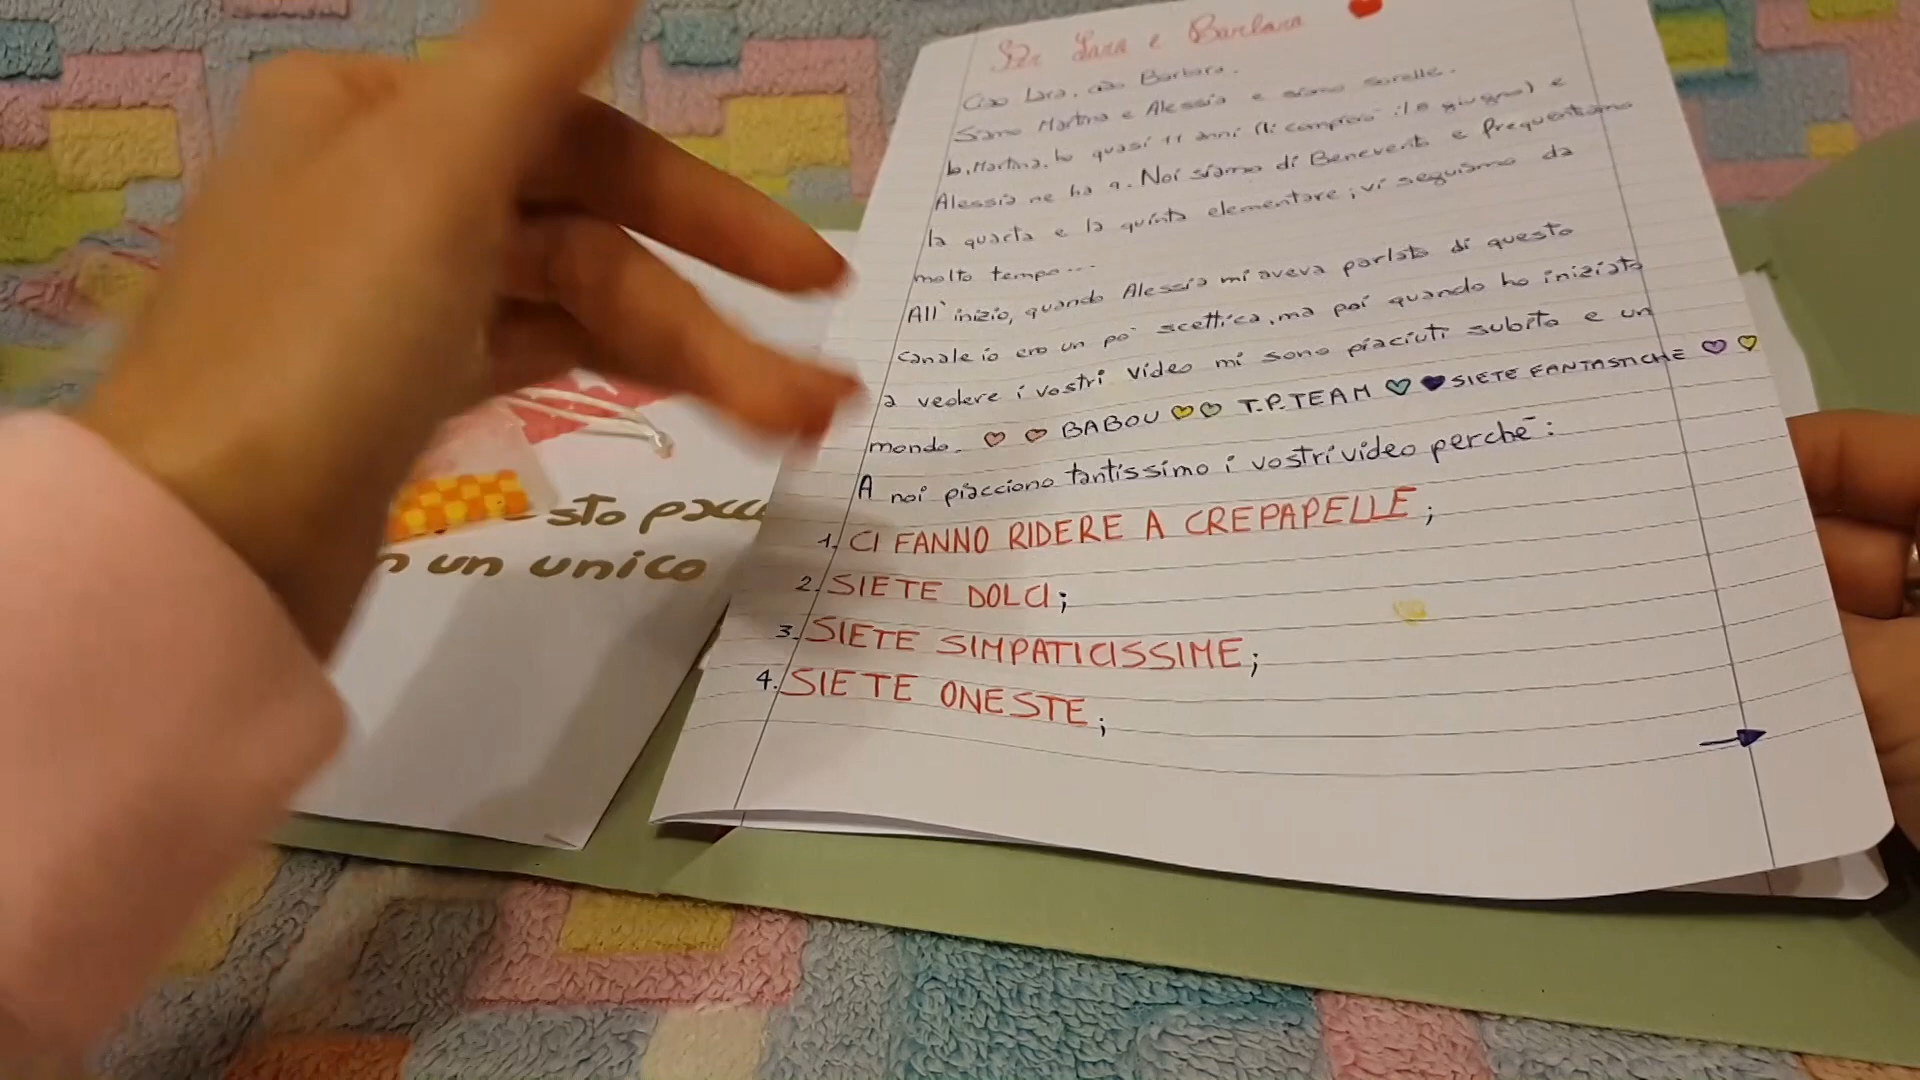 Per Lara e Barbara
Ciao Lara, ciao Barbara.
Siamo Martina e Alessia e siamo sorelle.
Io, Martina, ho quasi 11 anni (li compirò il 8 giugno) e
Alessia ne ha 9. Noi siamo di Benevento e frequentiamo
la quarta e la quinta elementare; vi seguiamo da
molto tempo...
All'inizio, quando Alessia mi aveva parlato di questo
canale io ero un po' scettica, ma poi quando ho iniziato
a vedere i vostri video mi sono piaciuti subito e un
mondo. BABOU T.P.TEAM SIETE FANTASTICHE
A noi piacciono tantissimo i vostri video perchè:
1. CI FANNO RIDERE A CREPAPELLE;
2. SIETE DOLCI;
3. SIETE SIMPATICISSIME;
4. SIETE ONESTE;
sto pacc
n un unico